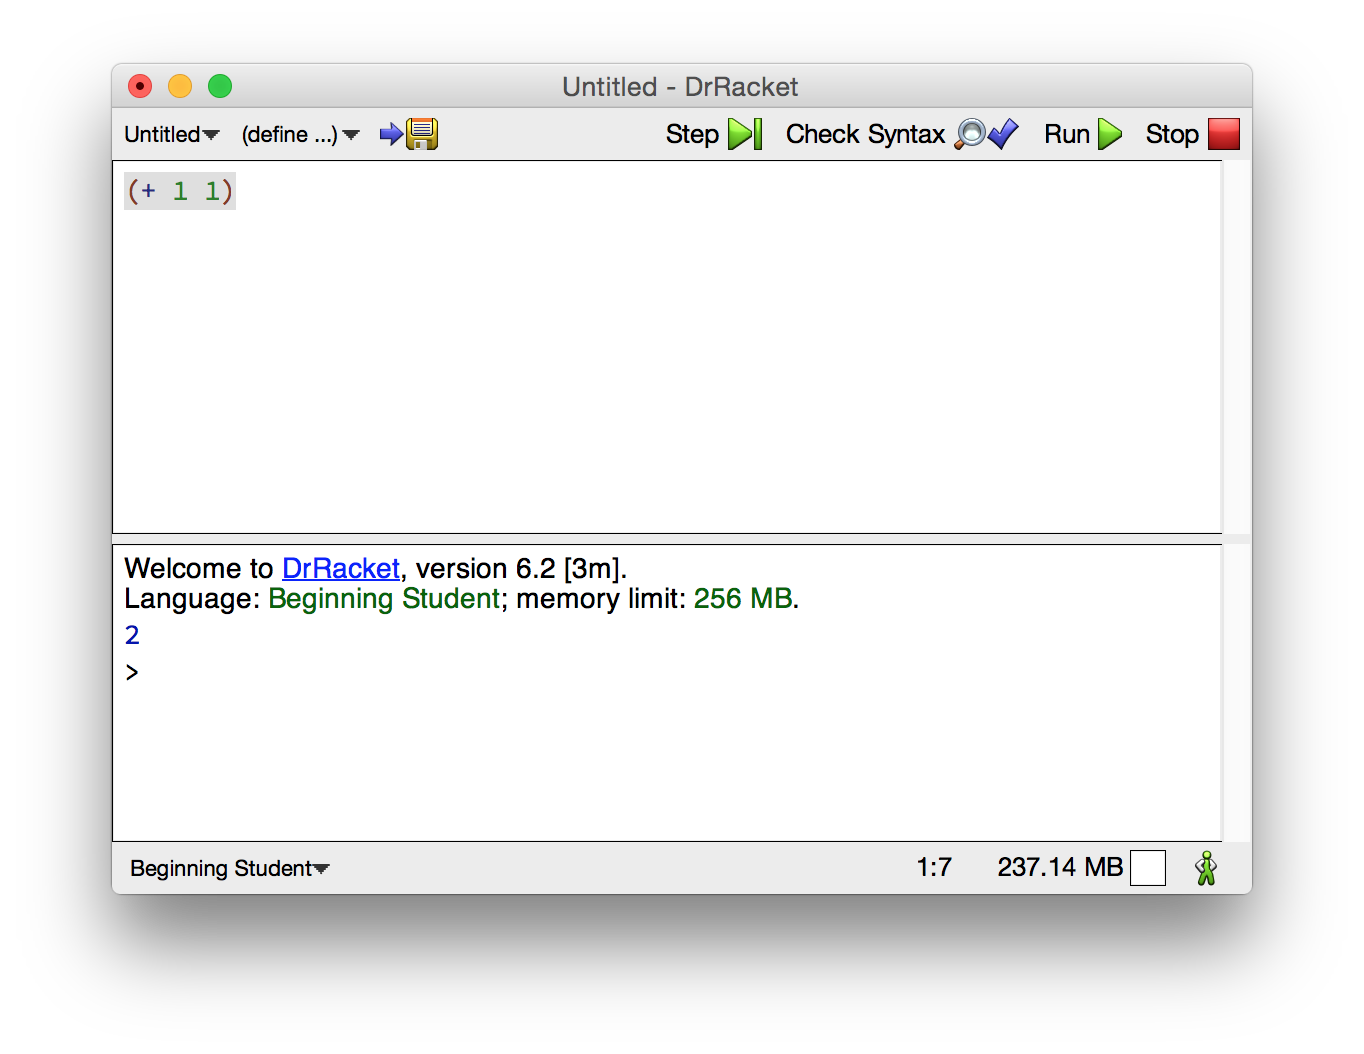 Untitled - DrRacket
Untitled (define ...) Step Check Syntax Run Stop
(+ 1 1)
Welcome to DrRacket, version 6.2 [3m].
Language: Beginning Student; memory limit: 256 MB.
2
>
Beginning Student 1:7 237.14 MB